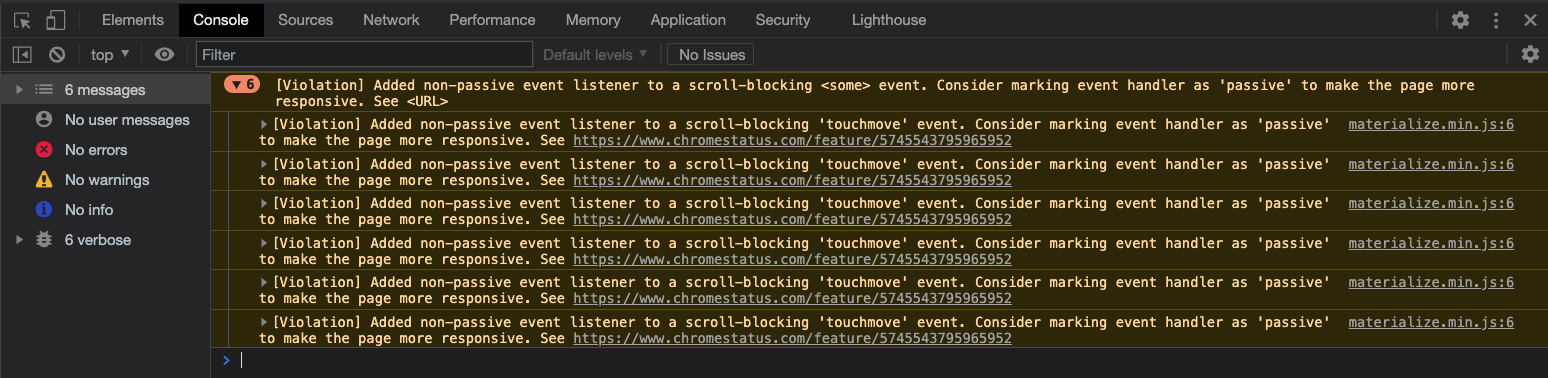 Elements Console Sources Network Performance Memory Application Security Lighthouse
top Filter Default levels No Issues
6 messages
No user messages
No errors
No warnings
No info
6 verbose
6 [Violation] Added non-passive event listener to a scroll-blocking <some> event. Consider marking event handler as 'passive' to make the page more
responsive. See <URL>
[Violation] Added non-passive event listener to a scroll-blocking 'touchmove' event. Consider marking event handler as 'passive' materialize.min.js:6
to make the page more responsive. See https://www.chromestatus.com/feature/5745543795965952
[Violation] Added non-passive event listener to a scroll-blocking 'touchmove' event. Consider marking event handler as 'passive' materialize.min.js:6
to make the page more responsive. See https://www.chromestatus.com/feature/5745543795965952
[Violation] Added non-passive event listener to a scroll-blocking 'touchmove' event. Consider marking event handler as 'passive' materialize.min.js:6
to make the page more responsive. See https://www.chromestatus.com/feature/5745543795965952
[Violation] Added non-passive event listener to a scroll-blocking 'touchmove' event. Consider marking event handler as 'passive' materialize.min.js:6
to make the page more responsive. See https://www.chromestatus.com/feature/5745543795965952
[Violation] Added non-passive event listener to a scroll-blocking 'touchmove' event. Consider marking event handler as 'passive' materialize.min.js:6
to make the page more responsive. See https://www.chromestatus.com/feature/5745543795965952
[Violation] Added non-passive event listener to a scroll-blocking 'touchmove' event. Consider marking event handler as 'passive' materialize.min.js:6
to make the page more responsive. See https://www.chromestatus.com/feature/5745543795965952